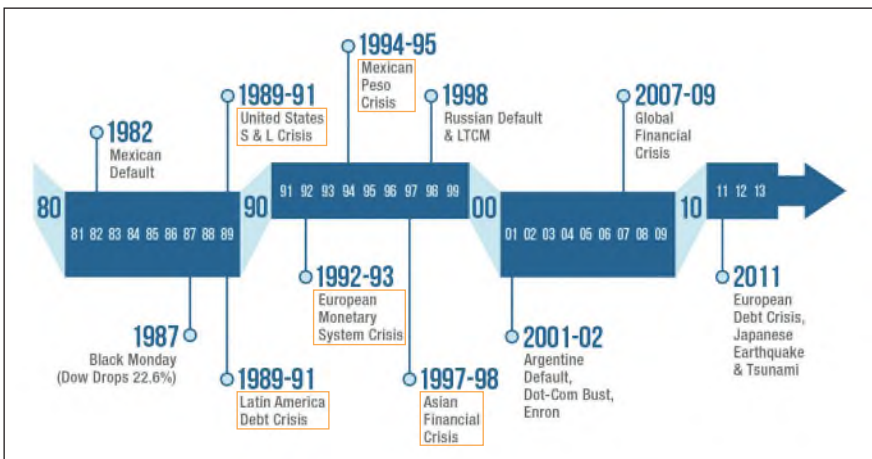 1994-95
Mexican
Peso
Crisis
1989-91
United States
S & L Crisis
1998
Russian Default
& LTCM
2007-09
Global
Financial
Crisis
1982
Mexican
Default
80
81 82 83 84 85 86 87 88 89
90
91 92 93 94 95 96 97 98 99
00
01 02 03 04 05 06 07 08 09
10
11 12 13
1987
Black Monday
(Dow Drops 22.6%)
1989-91
Latin America
Debt Crisis
1992-93
European
Monetary
System Crisis
1997-98
Asian
Financial
Crisis
2001-02
Argentine
Default,
Dot-Com Bust,
Enron
2011
European
Debt Crisis,
Japanese
Earthquake
& Tsunami